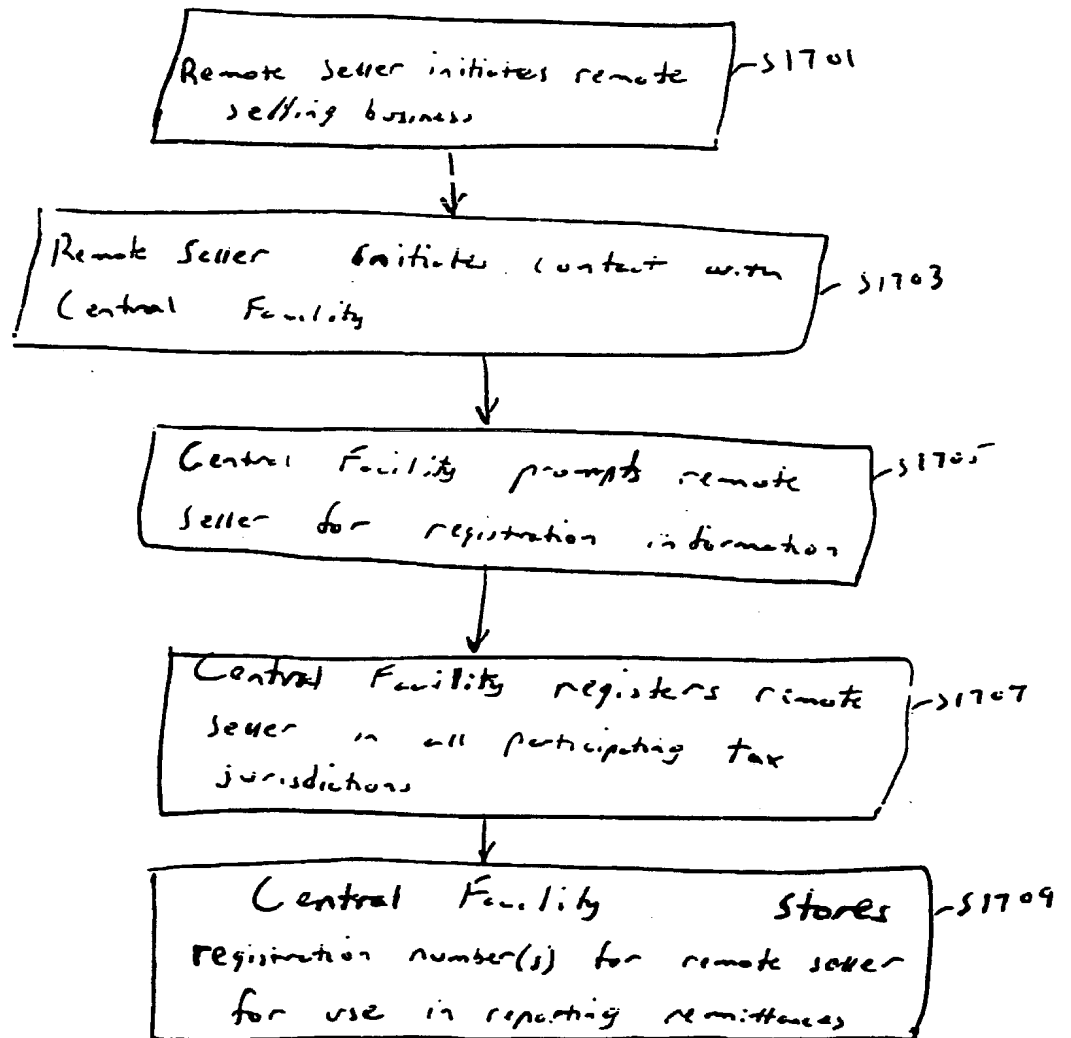 Remote Seller initiates remote
selling business
S1701
Remote Seller initiates contact with
Central Facility
S1703
Central Facility prompts remote
seller for registration information
S1705
Central Facility registers remote
seller in all participating tax
jurisdictions
S1707
Central Facility stores
registration number(s) for remote seller
for use in reporting remittances
S1709